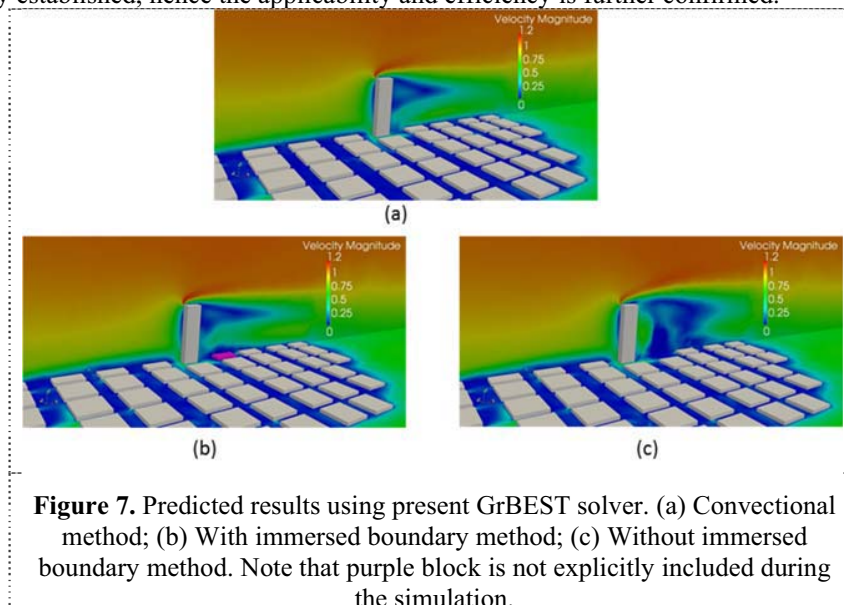 y established, hence the applicability and efficiency is further confirmed.
Velocity Magnitude
1.2
1
0.75
0.5
0.25
0
(a)
Velocity Magnitude
1.2
1
0.75
0.5
0.25
0
(b)
Velocity Magnitude
1.2
1
0.75
0.5
0.25
0
(c)
Figure 7. Predicted results using present GrBEST solver. (a) Convectional
method; (b) With immersed boundary method; (c) Without immersed
boundary method. Note that purple block is not explicitly included during
the simulation.